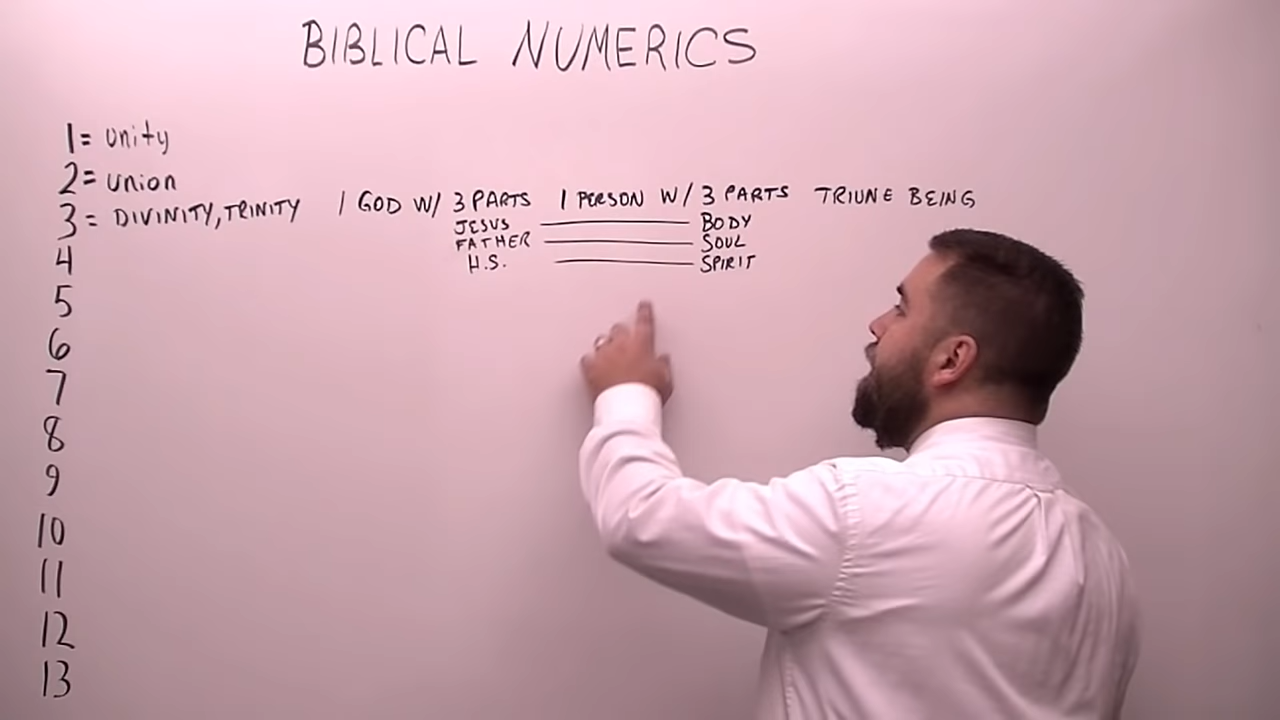 BIBLICAL NUMERICS
1 = unity
2 = union
3 = DIVINITY, TRINITY 1 GOD W/ 3 PARTS 1 PERSON W/ 3 PARTS TRIUNE BEING
JESUS BODY
FATHER SOUL
H.S. SPIRIT
4
5
6
7
8
9
10
11
12
13